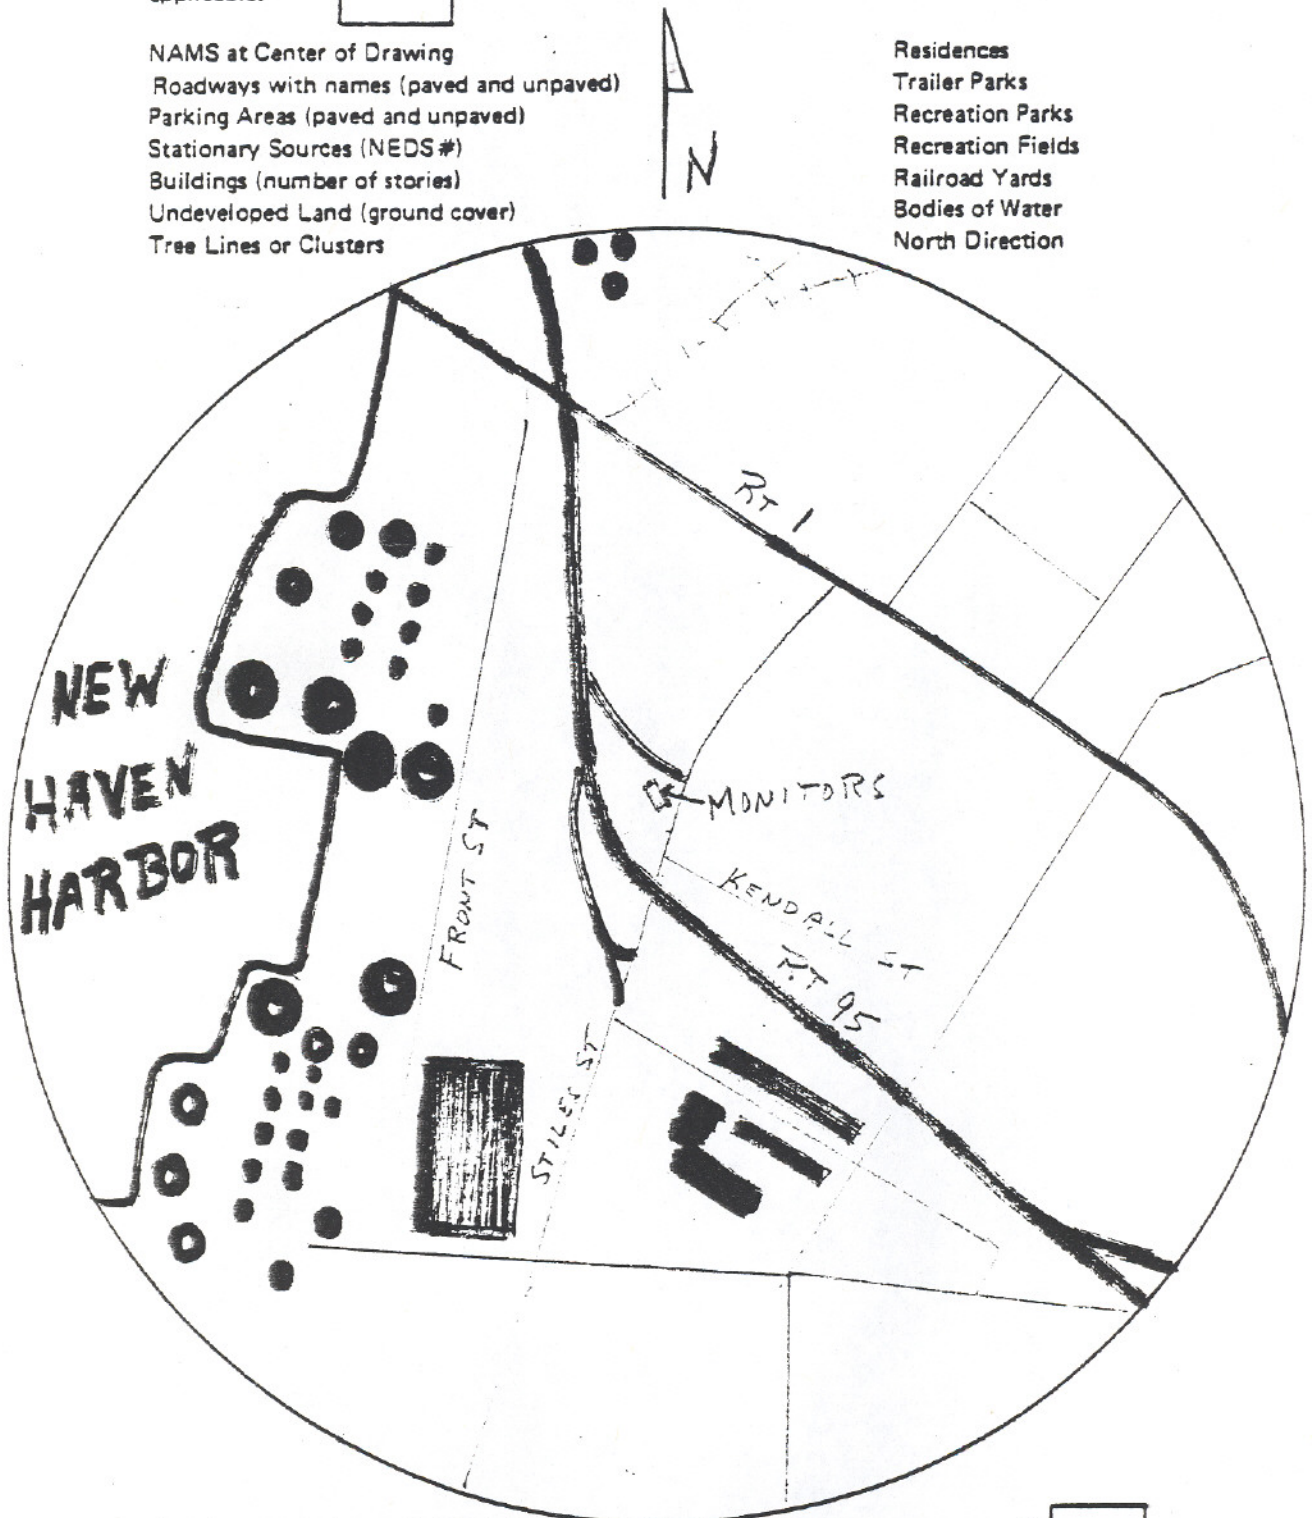 NAMS at Center of Drawing
Roadways with names (paved and unpaved)
Parking Areas (paved and unpaved)
Stationary Sources (NEDS#)
Buildings (number of stories)
Undeveloped Land (ground cover)
Tree Lines or Clusters
N
Residences
Trailer Parks
Recreation Parks
Recreation Fields
Railroad Yards
Bodies of Water
North Direction
RT 1
NEW
HAVEN
HARBOR
MONITORS
FRONT ST
KENDALL ST
RT 95
STILES ST